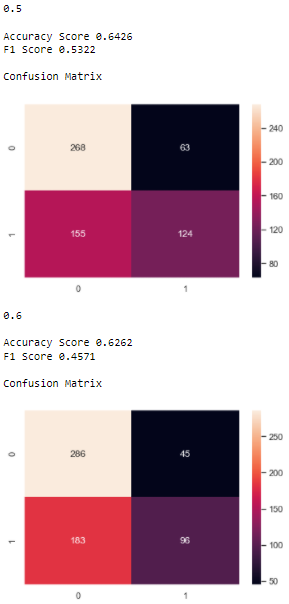 0.5
Accuracy Score 0.6426
F1 Score 0.5322
Confusion Matrix
0 268 63 240
200
160
1 155 124 120
80
0 1
0.6
Accuracy Score 0.6262
F1 Score 0.4571
Confusion Matrix
250
0 286 45 200
150
1 183 96 100
50
0 1